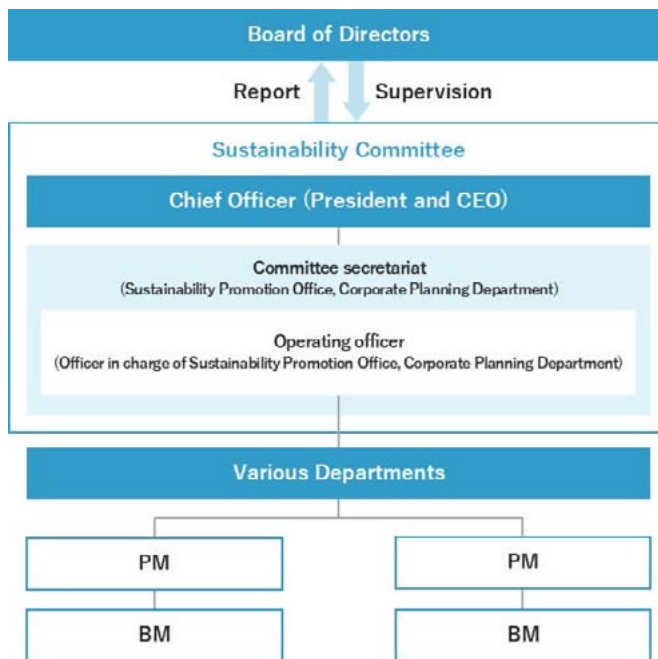 Board of Directors
Report
Supervision
Sustainability Committee
Chief Officer (President and CEO)
Committee secretariat
(Sustainability Promotion Office, Corporate Planning Department)
Operating officer
(Officer in charge of Sustainability Promotion Office, Corporate Planning Department)
Various Departments
PM
PM
BM
BM